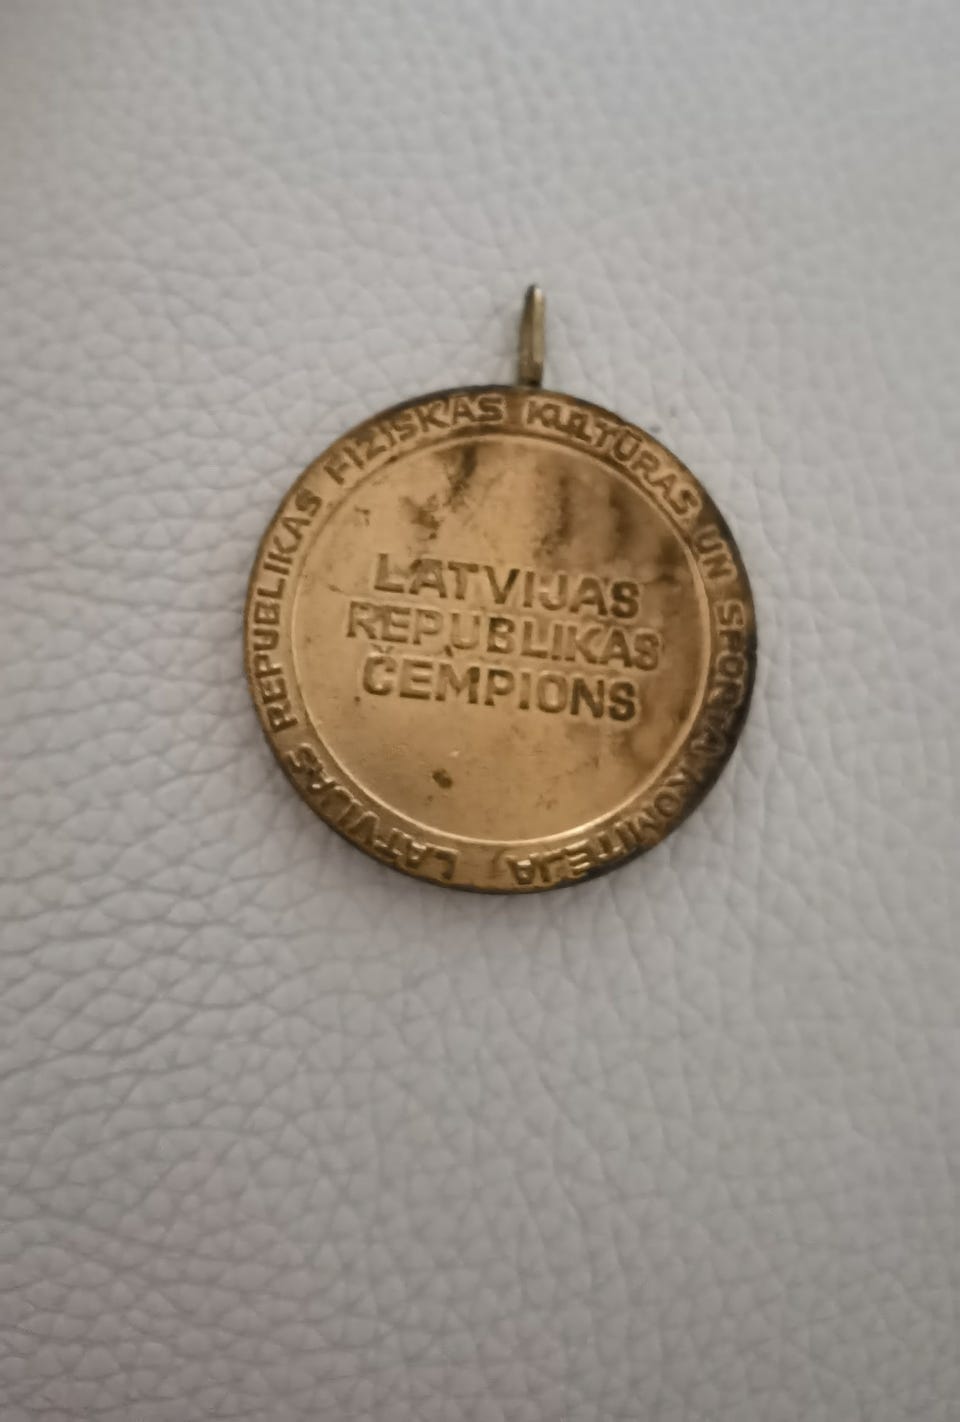 LATVIJAS REPUBLIKAS FIZISKĀS KULTŪRAS UN SPORTA KOMITEJA
LATVIJAS
REPUBLIKAS
ČEMPIONS